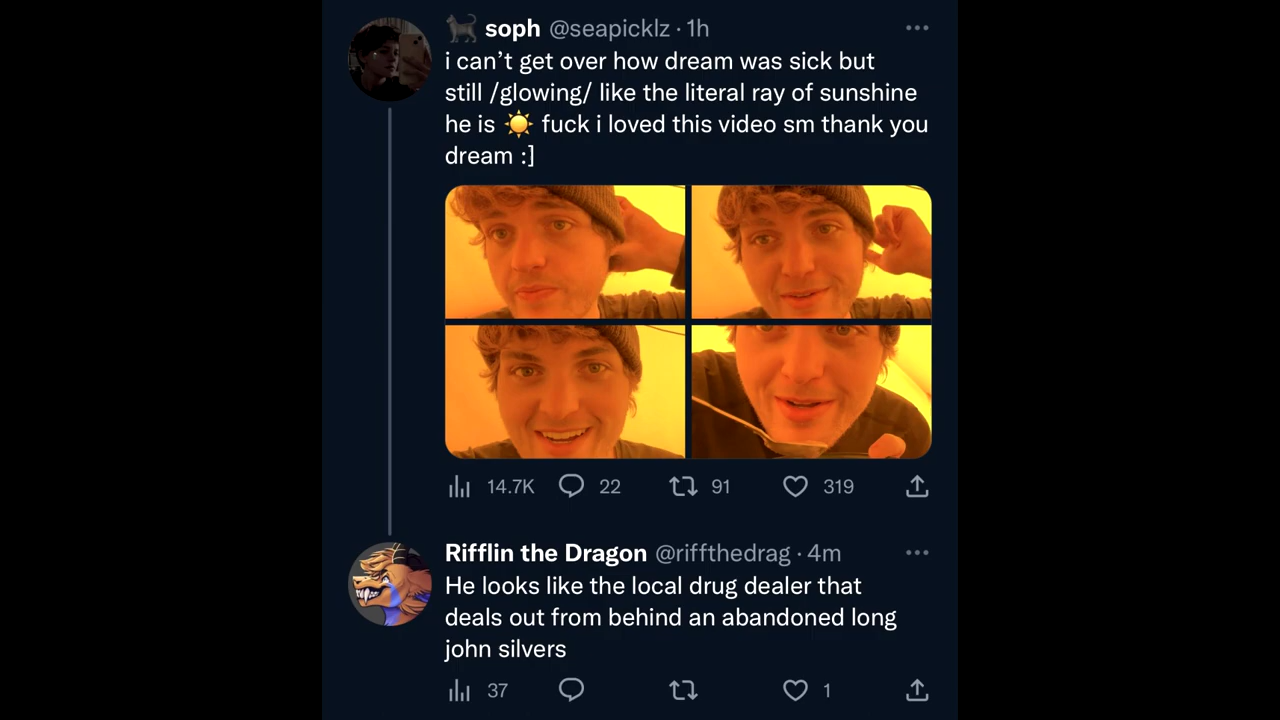 soph @seapicklz · 1h
i can’t get over how dream was sick but
still /glowing/ like the literal ray of sunshine
he is ☀️ fuck i loved this video sm thank you
dream :]
14.7K 22 91 319
Rifflin the Dragon @riffthedrag · 4m
He looks like the local drug dealer that
deals out from behind an abandoned long
john silvers
37 1